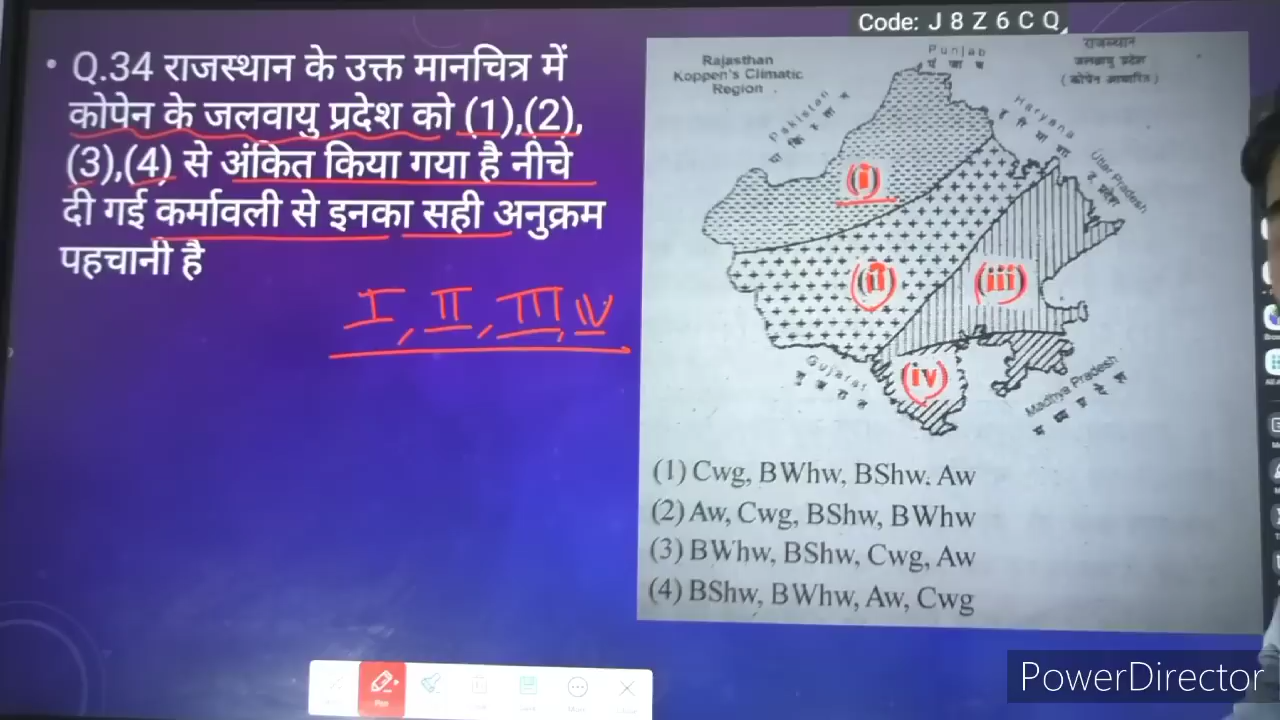 Code: J 8 Z 6 C Q
• Q.34 राजस्थान के उक्त मानचित्र में
कोपेन के जलवायु प्रदेश को (1),(2),
(3),(4) से अंकित किया गया है नीचे
दी गई कर्मावली से इनका सही अनुक्रम
पहचानी है
I, II, III, IV
Rajasthan
Koppen's Climatic
Region
राजस्थान
जलवायु प्रदेश
(कोपेन आधारित)
Punjab
पं जा ब
Pakistan
पा कि स्ता न
Haryana
ह रि या णा
Uttar Pradesh
उ. प्रदेश
(i)
(ii)
(iii)
(iv)
Gujarat
गु ज रा त
Madhya Pradesh
म ध्य प्र दे श
(1) Cwg, BWhw, BShw. Aw
(2) Aw, Cwg, BShw, BWhw
(3) BWhw, BShw, Cwg, Aw
(4) BShw, BWhw, Aw, Cwg
Pen
PowerDirector